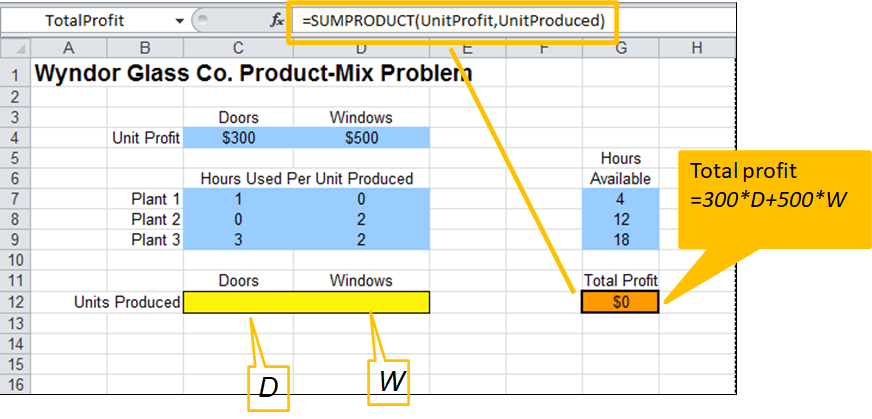 TotalProfit fx =SUMPRODUCT(UnitProfit,UnitProduced)
A B C D E F G H
1 Wyndor Glass Co. Product-Mix Problem
2
3 Doors Windows
4 Unit Profit $300 $500
5 Hours
6 Hours Used Per Unit Produced Available
7 Plant 1 1 0 4
8 Plant 2 0 2 12
9 Plant 3 3 2 18
10
11 Doors Windows Total Profit
12 Units Produced $0
13
14
15
16
Total profit
=300*D+500*W
D W